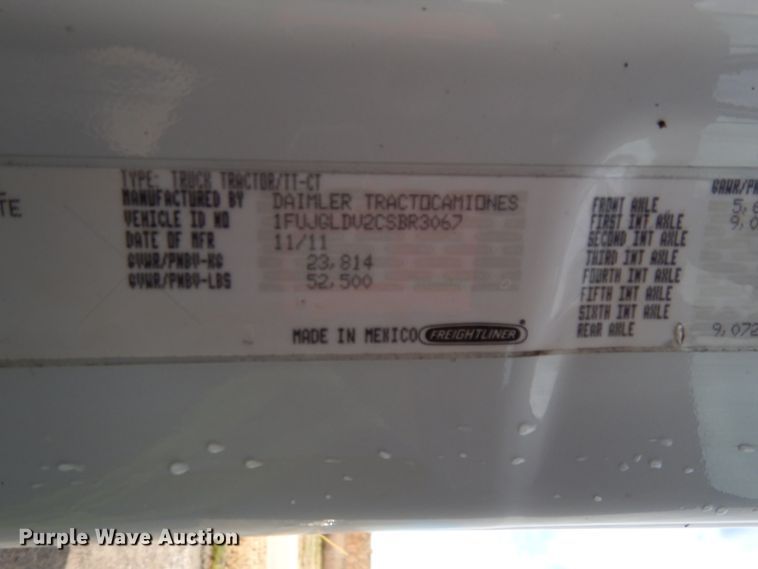 TE
TYPE: TRUCK TRACTOR/TT-CT
MANUFACTURED BY DAIMLER TRACTOCAMIONES
VEHICLE ID NO 1FUJGLDV2CSBR3067
DATE OF MFR 11/11
GVWR/PNBV-KG 23,814
GVWR/PNBV-LBS 52,500
MADE IN MEXICO FREIGHTLINER
FRONT AXLE
FIRST INT AXLE
SECOND INT AXLE
THIRD INT AXLE
FOURTH INT AXLE
FIFTH INT AXLE
SIXTH INT AXLE
REAR AXLE 9,072
Purple Wave Auction